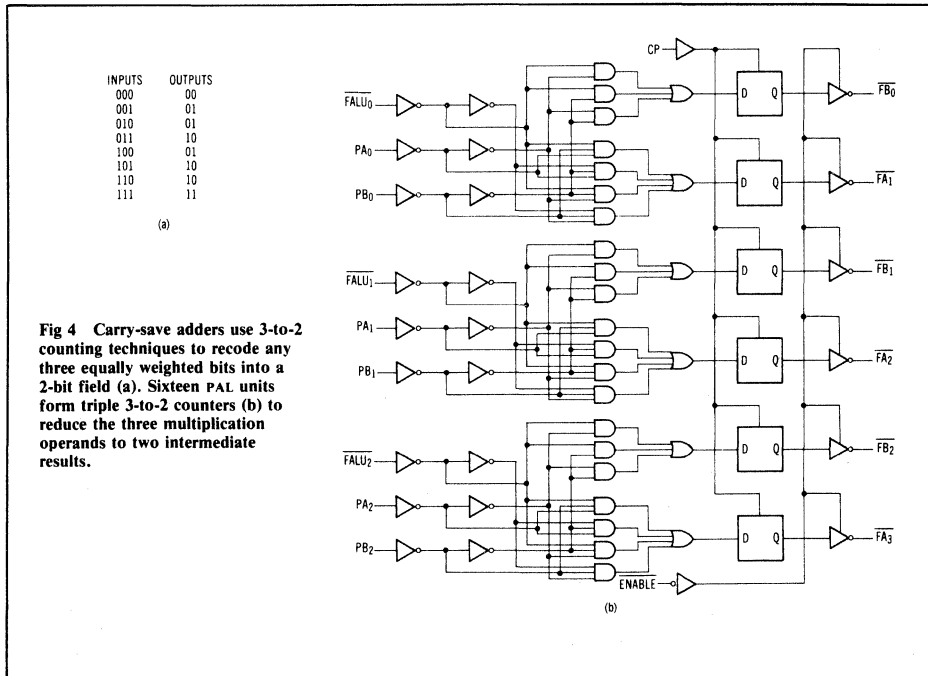 INPUTS OUTPUTS
000 00
001 01
010 01
011 10
100 01
101 10
110 10
111 11
(a)
Fig 4 Carry-save adders use 3-to-2
counting techniques to recode any
three equally weighted bits into a
2-bit field (a). Sixteen PAL units
form triple 3-to-2 counters (b) to
reduce the three multiplication
operands to two intermediate
results.
CP
FALU0
PA0
PB0
D Q
FB0
D Q
FA1
FALU1
PA1
PB1
D Q
FB1
D Q
FA2
FALU2
PA2
PB2
D Q
FB2
D Q
FA3
ENABLE
(b)